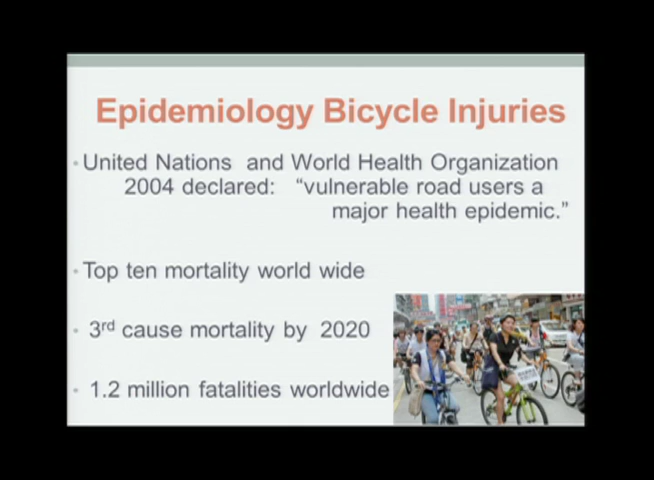 Epidemiology Bicycle Injuries
• United Nations and World Health Organization
2004 declared: “vulnerable road users a
major health epidemic.”
• Top ten mortality world wide
• 3rd cause mortality by 2020
• 1.2 million fatalities worldwide